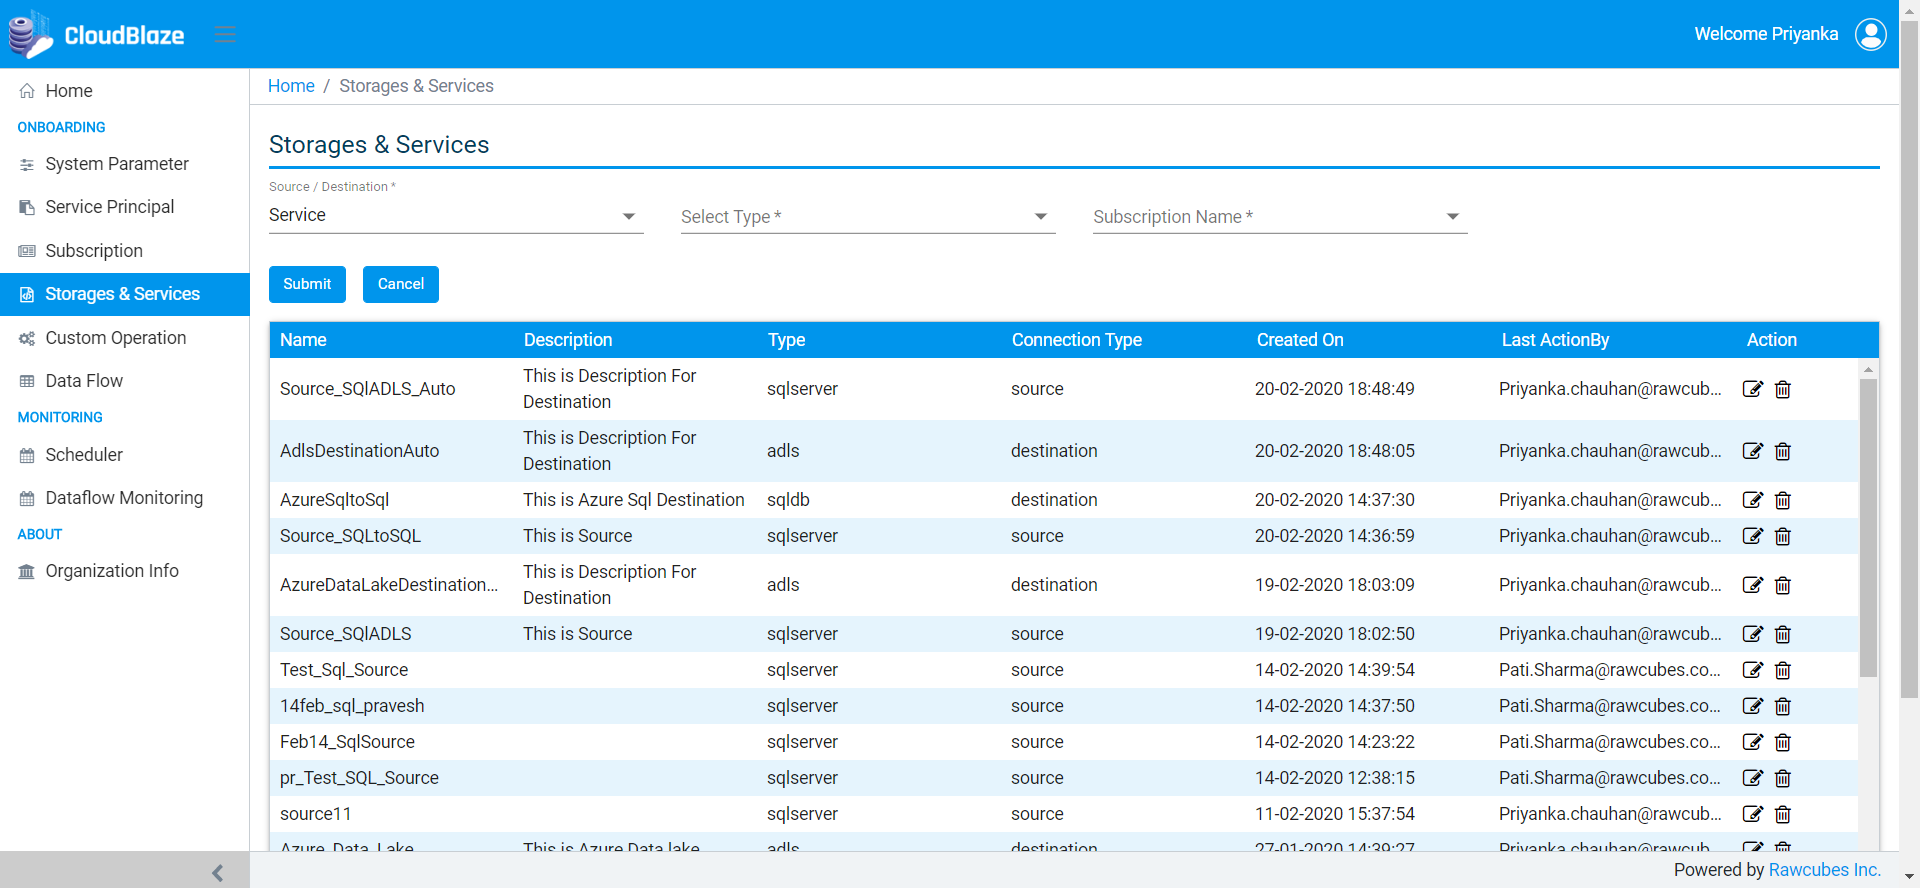 CloudBlaze
Welcome Priyanka
Home
ONBOARDING
System Parameter
Service Principal
Subscription
Storages & Services
Custom Operation
Data Flow
MONITORING
Scheduler
Dataflow Monitoring
ABOUT
Organization Info
Home / Storages & Services
Storages & Services
Source / Destination *
Service
Select Type *
Subscription Name *
Submit Cancel
Name Description Type Connection Type Created On Last ActionBy Action
Source_SQlADLS_Auto This is Description For Destination sqlserver source 20-02-2020 18:48:49 Priyanka.chauhan@rawcub...
AdlsDestinationAuto This is Description For Destination adls destination 20-02-2020 18:48:05 Priyanka.chauhan@rawcub...
AzureSqltoSql This is Azure Sql Destination sqldb destination 20-02-2020 14:37:30 Priyanka.chauhan@rawcub...
Source_SQLtoSQL This is Source sqlserver source 20-02-2020 14:36:59 Priyanka.chauhan@rawcub...
AzureDataLakeDestination... This is Description For Destination adls destination 19-02-2020 18:03:09 Priyanka.chauhan@rawcub...
Source_SQlADLS This is Source sqlserver source 19-02-2020 18:02:50 Priyanka.chauhan@rawcub...
Test_Sql_Source sqlserver source 14-02-2020 14:39:54 Pati.Sharma@rawcubes.co...
14feb_sql_pravesh sqlserver source 14-02-2020 14:37:50 Pati.Sharma@rawcubes.co...
Feb14_SqlSource sqlserver source 14-02-2020 14:23:22 Pati.Sharma@rawcubes.co...
pr_Test_SQL_Source sqlserver source 14-02-2020 12:38:15 Pati.Sharma@rawcubes.co...
source11 sqlserver source 11-02-2020 15:37:54 Priyanka.chauhan@rawcub...
Azure_Data_Lake This is Azure Data lake adls destination 27-01-2020 14:39:27 Priyanka.chauhan@rawcub...
Powered by Rawcubes Inc.